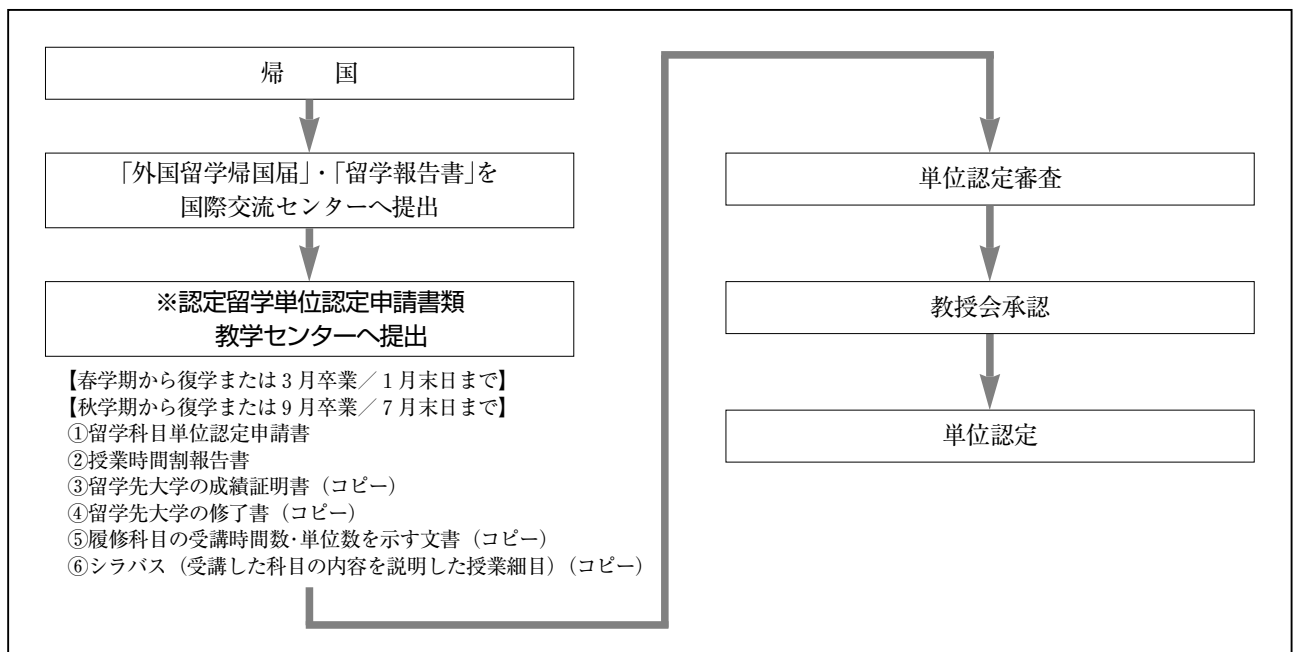 帰　　国
「外国留学帰国届」・「留学報告書」を
国際交流センターへ提出
※認定留学単位認定申請書類
教学センターへ提出
【春学期から復学または3月卒業／1月末日まで】
【秋学期から復学または9月卒業／7月末日まで】
①留学科目単位認定申請書
②授業時間割報告書
③留学先大学の成績証明書（コピー）
④留学先大学の修了書（コピー）
⑤履修科目の受講時間数・単位数を示す文書（コピー）
⑥シラバス（受講した科目の内容を説明した授業細目）（コピー）
単位認定審査
教授会承認
単位認定